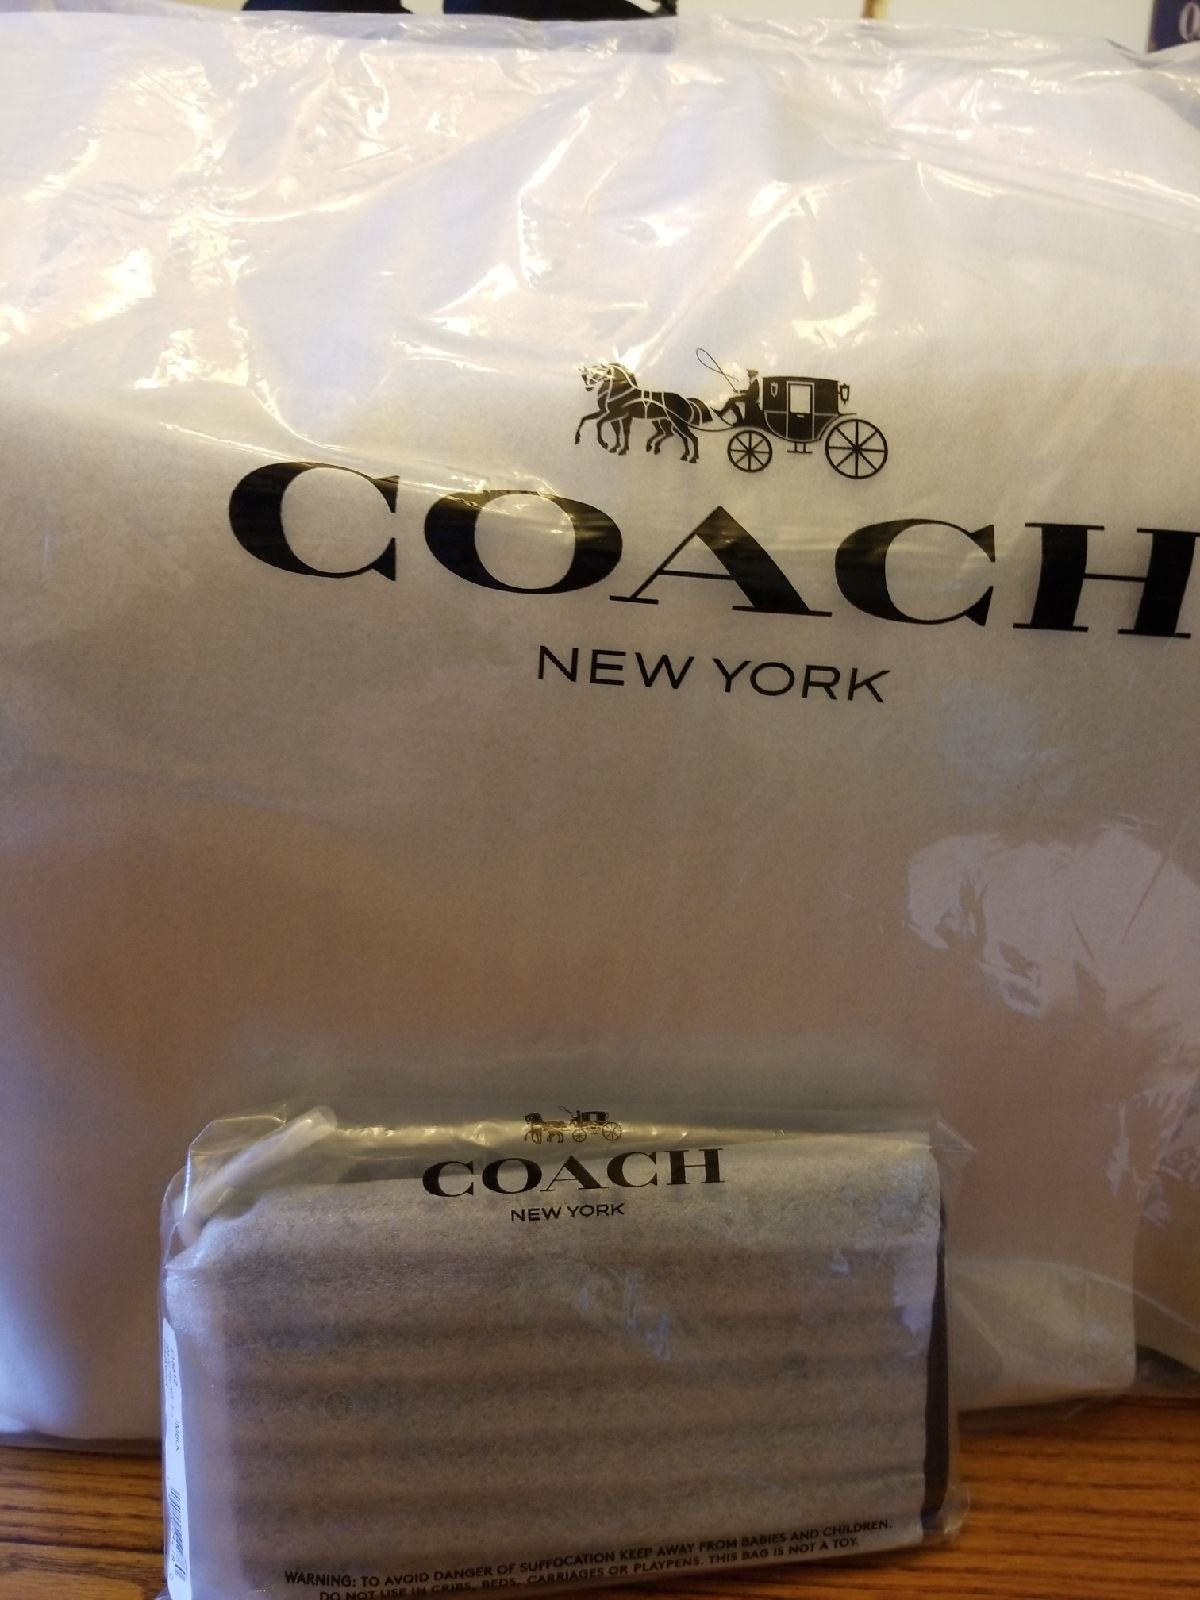 COACH
NEW YORK
COACH
NEW YORK
WARNING: TO AVOID DANGER OF SUFFOCATION KEEP AWAY FROM BABIES AND CHILDREN.
DO NOT USE IN CRIBS, BEDS, CARRIAGES OR PLAYPENS. THIS BAG IS NOT A TOY.